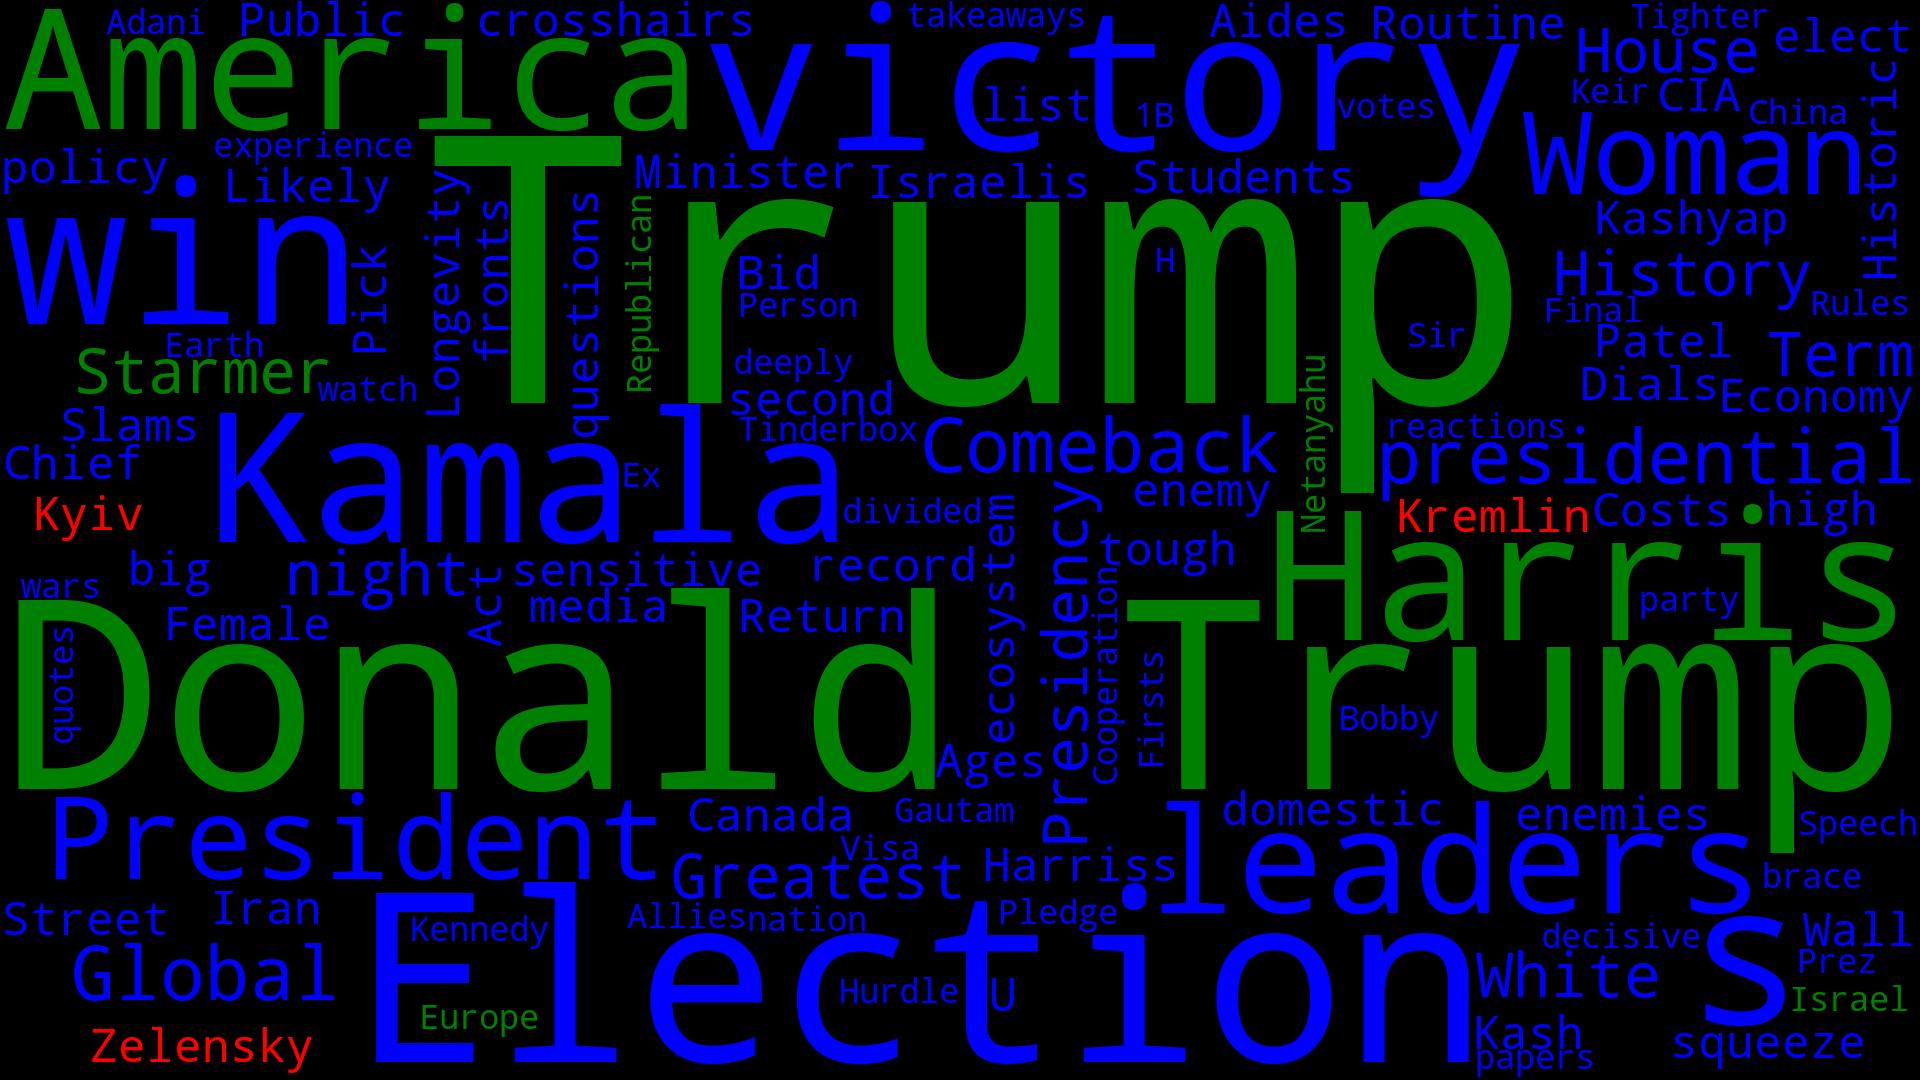 America
Adani
Public
crosshairs
victory
takeaways
Aides
Routine
Tighter
House
elect
list
1B
votes
Keir
CIA
China
Historic
policy
experience
Likely
Trump
Minister
Israelis
Students
Woman
win
Pick
Longevity
fronts
questions
Republican
Bid
Person
H
Kashyap
History
Final
Rules
Earth
Starmer
watch
deeply
second
Tinderbox
Sir
Netanyahu
Patel
Term
Dials
Economy
Slams
Chief
Kyiv
Kamala
Ex
divided
Comeback
enemy
reactions
presidential
Kremlin
Costs
high
wars
big
night
Act
sensitive
media
record
Return
ecosystem
Presidency
tough
Cooperation
Firsts
Harris
party
Female
quotes
Donald
Trump
Bobby
Ages
President
Canada
Gautam
Visa
Greatest
Harriss
leaders
domestic
enemies
Speech
brace
Street
Iran
Kennedy
Allies
nation
Pledge
decisive
Wall
Global
Election
Europe
Hurdle
U
White
s
Prez
Israel
Zelensky
Kash
papers
squeeze